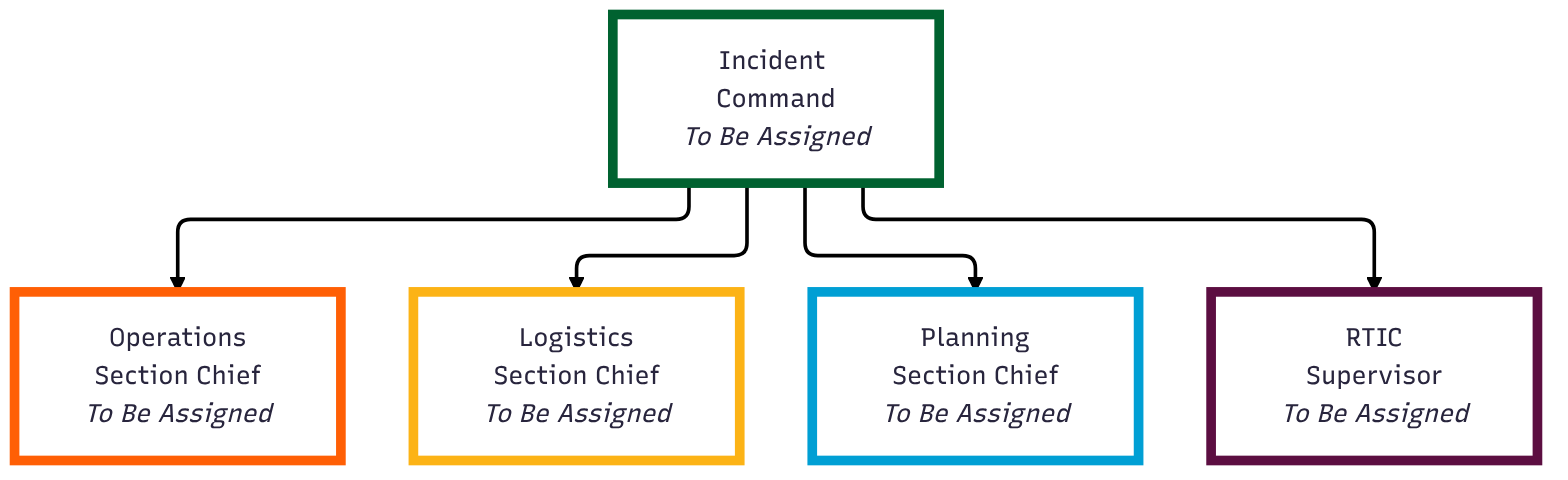 Incident
Command
To Be Assigned
Operations
Section Chief
To Be Assigned
Logistics
Section Chief
To Be Assigned
Planning
Section Chief
To Be Assigned
RTIC
Supervisor
To Be Assigned